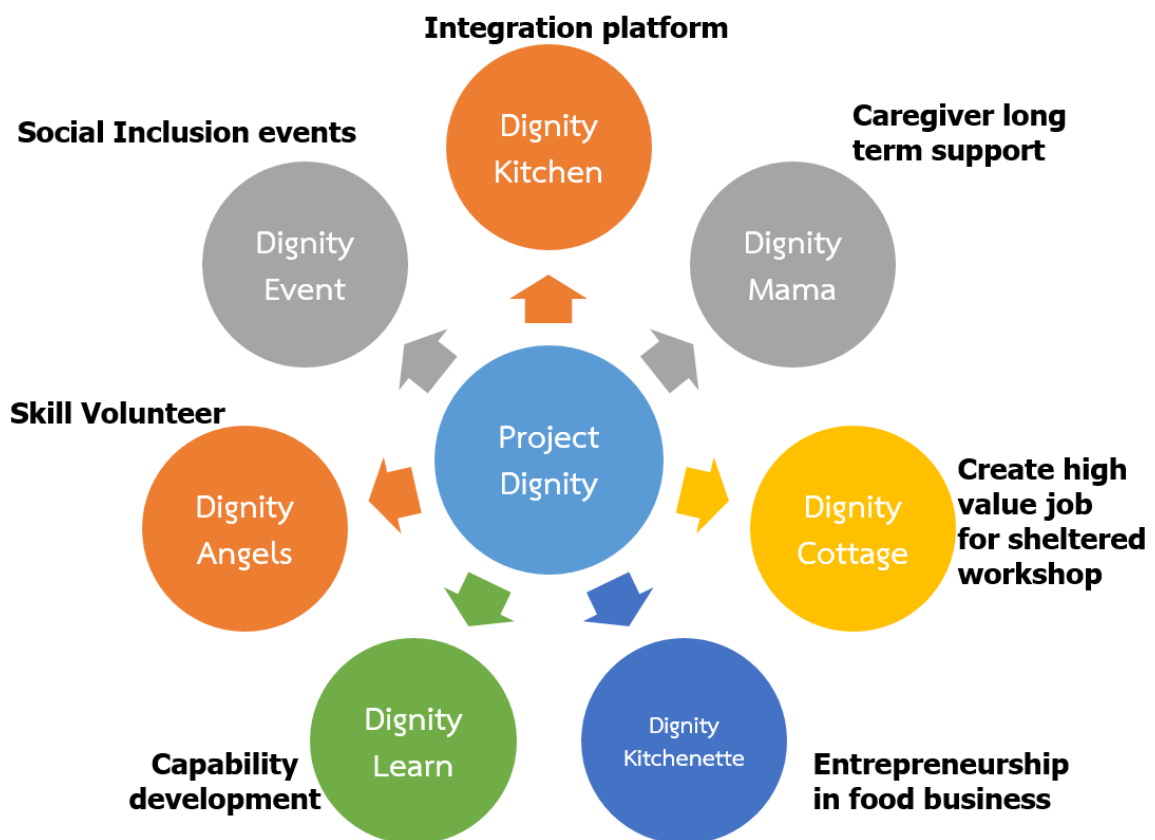 Integration platform
Dignity
Kitchen
Caregiver long
term support
Dignity
Mama
Create high
value job
for sheltered
workshop
Dignity
Cottage
Entrepreneurship
in food business
Dignity
Kitchenette
Capability
development
Dignity
Learn
Skill Volunteer
Dignity
Angels
Social Inclusion events
Dignity
Event
Project
Dignity